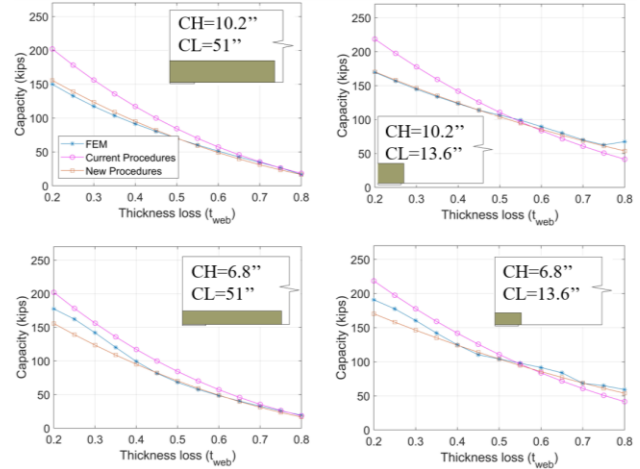 250
200
150
100
50
0
Capacity (kips)
CH=10.2’’
CL=51’’
FEM
Current Procedures
New Procedures
0.2 0.3 0.4 0.5 0.6 0.7 0.8
Thickness loss (tweb)
250
200
150
100
50
0
Capacity (kips)
CH=10.2’’
CL=13.6’’
0.2 0.3 0.4 0.5 0.6 0.7 0.8
Thickness loss (tweb)
250
200
150
100
50
0
Capacity (kips)
CH=6.8’’
CL=51’’
0.2 0.3 0.4 0.5 0.6 0.7 0.8
Thickness loss (tweb)
250
200
150
100
50
0
Capacity (kips)
CH=6.8’’
CL=13.6’’
0.2 0.3 0.4 0.5 0.6 0.7 0.8
Thickness loss (tweb)